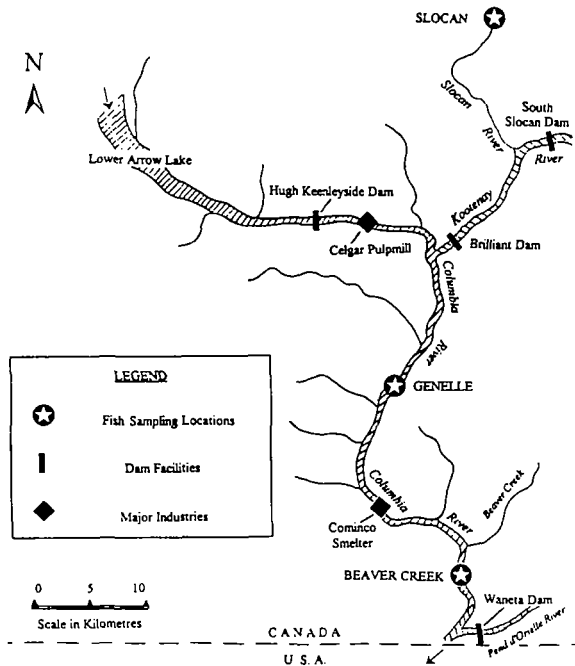 SLOCAN
N
Slocan
River
South
Slocan Dam
River
Lower Arrow Lake
Hugh Keenleyside Dam
Kootenay
Celgar Pulpmill
Brilliant Dam
Columbia
River
GENELLE
LEGEND
Fish Sampling Locations
Dam Facilities
Major Industries
Columbia
River
Beaver Creek
Cominco
Smelter
BEAVER CREEK
0 5 10
Scale in Kilometres
Waneta Dam
Pend d'Orielle River
CANADA
U.S.A.